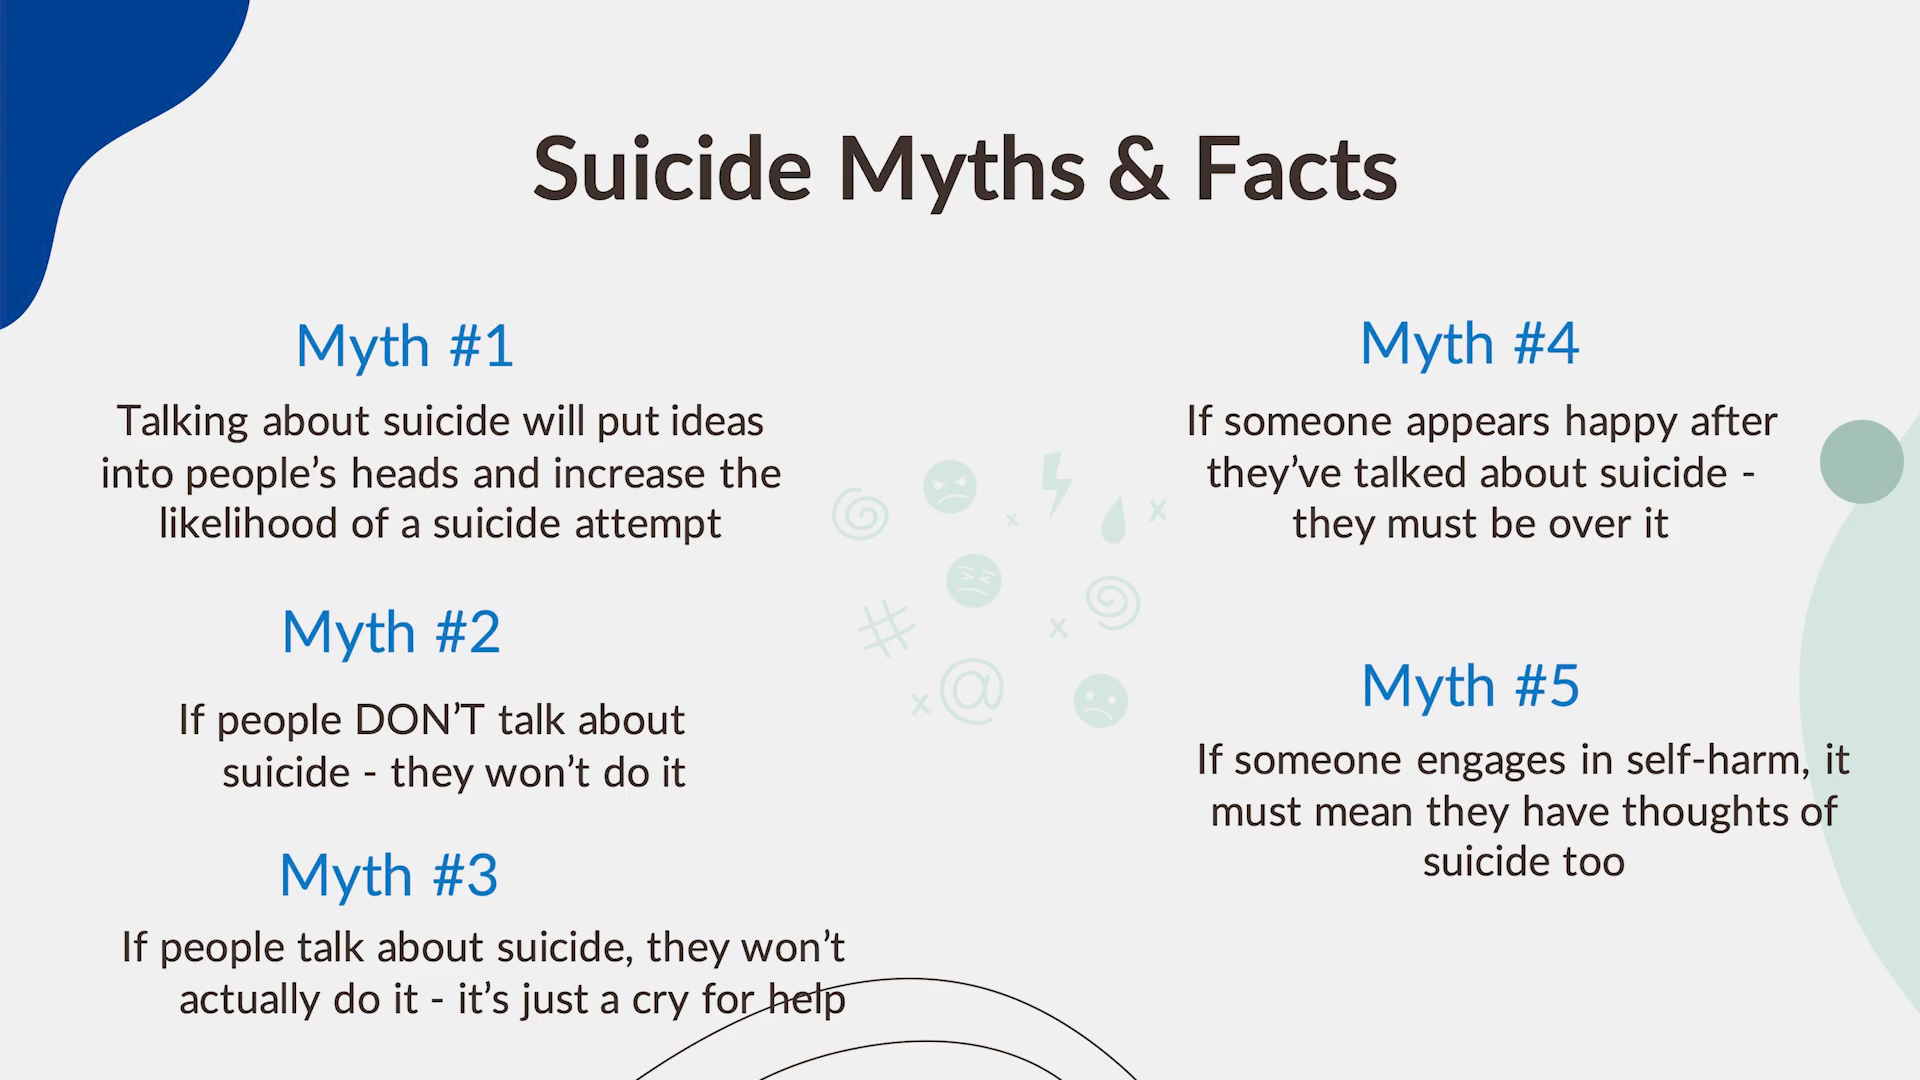 Suicide Myths & Facts
Myth #1
Talking about suicide will put ideas
into people’s heads and increase the
likelihood of a suicide attempt
Myth #2
If people DON’T talk about
suicide - they won’t do it
Myth #3
If people talk about suicide, they won’t
actually do it - it’s just a cry for help
Myth #4
If someone appears happy after
they’ve talked about suicide -
they must be over it
Myth #5
If someone engages in self-harm, it
must mean they have thoughts of
suicide too